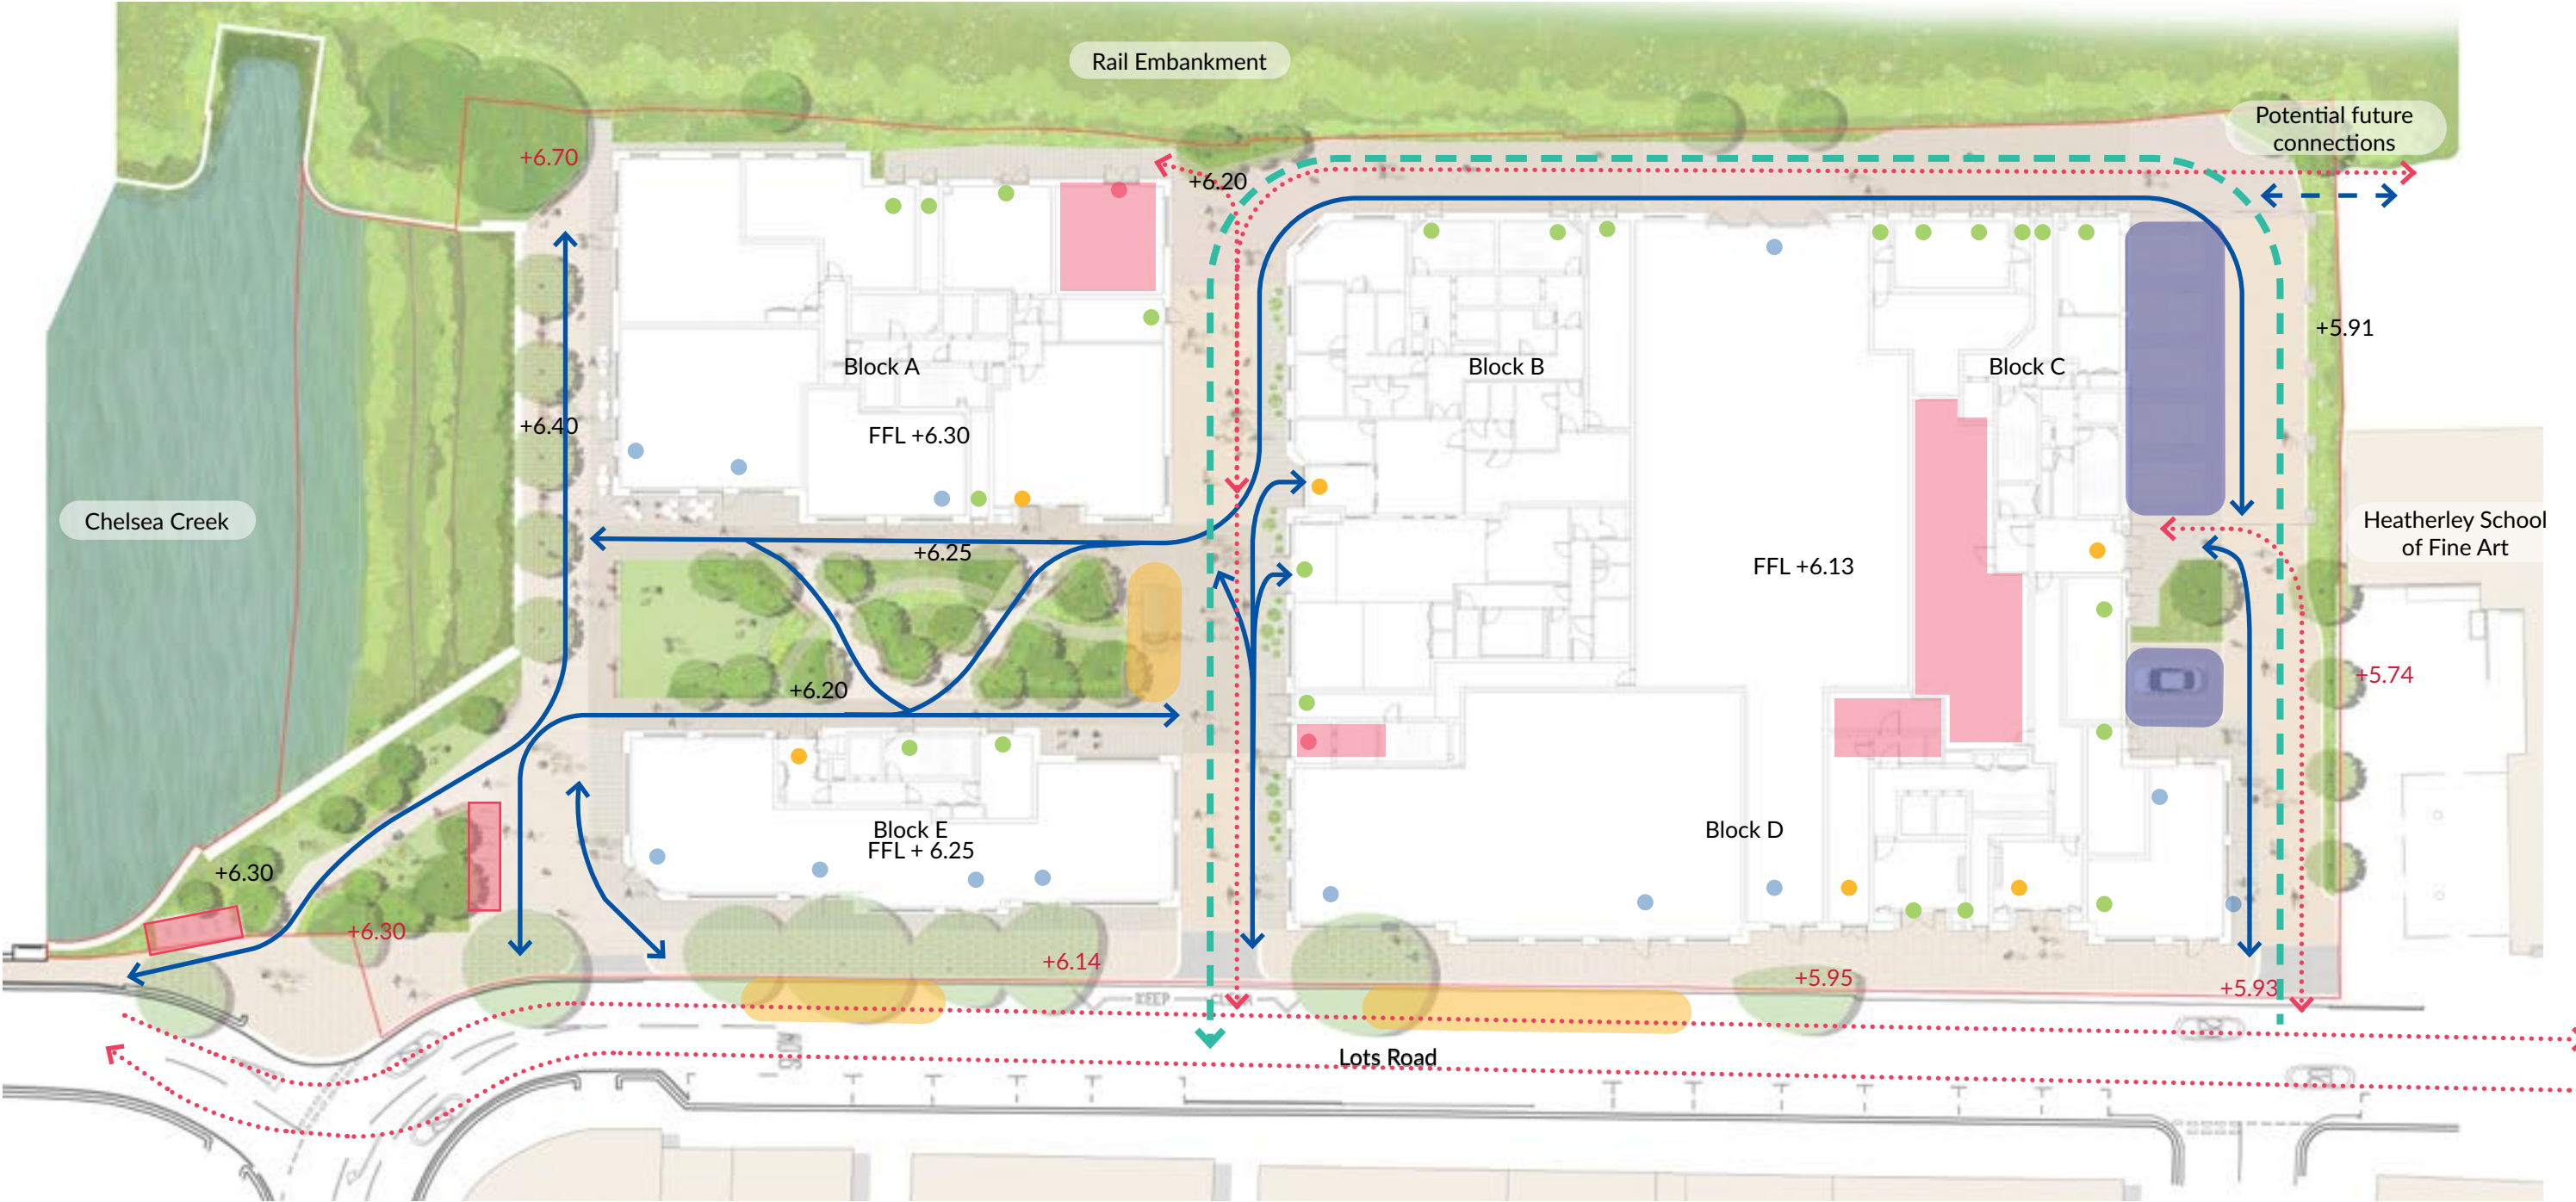 Rail Embankment
Potential future
connections
+6.70
+6.20
+5.91
Block A
Block B
Block C
+6.40
FFL +6.30
Chelsea Creek
Heatherley School
of Fine Art
+6.25
FFL +6.13
+6.20
+5.74
Block E
FFL + 6.25
Block D
+6.30
+6.30
+6.14
+5.95
+5.93
KEEP CLEAR
Lots Road